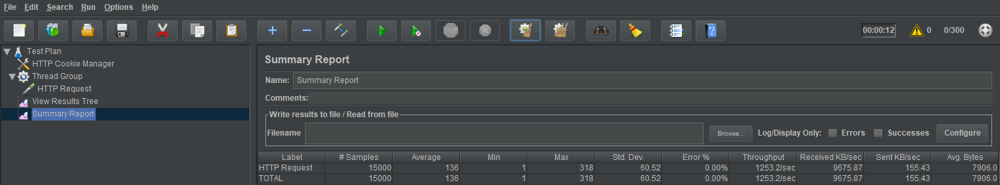 File Edit Search Run Options Help
STOP 00:00:12 0 0/300
Test Plan
HTTP Cookie Manager
Thread Group
HTTP Request
View Results Tree
Summary Report
Summary Report
Name: Summary Report
Comments:
Write results to file / Read from file
Filename Browse... Log/Display Only: Errors Successes Configure
Label # Samples Average Min Max Std. Dev. Error % Throughput Received KB/sec Sent KB/sec Avg. Bytes
HTTP Request 15000 136 1 318 60.52 0.00% 1253.2/sec 9675.87 155.43 7906.0
TOTAL 15000 136 1 318 60.52 0.00% 1253.2/sec 9675.87 155.43 7906.0